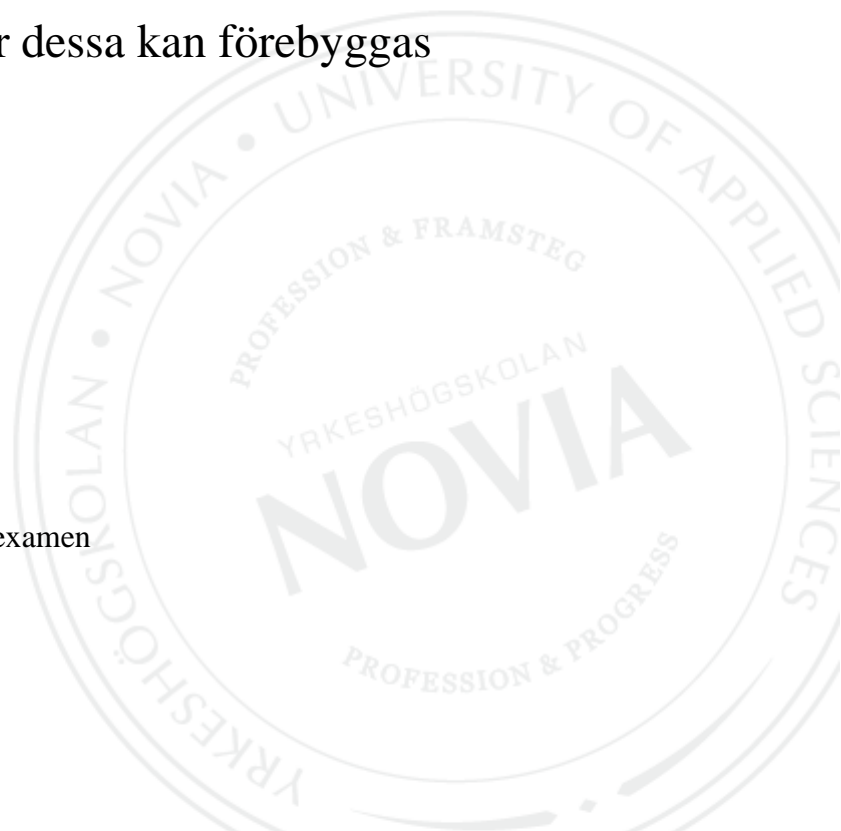 r dessa kan förebyggas
YRKESHÖGSKOLAN • NOVIA • UNIVERSITY OF APPLIED SCIENCES
PROFESSION & FRAMSTEG
YRKESHÖGSKOLAN
NOVIA
examen
PROFESSION & PROGRESS